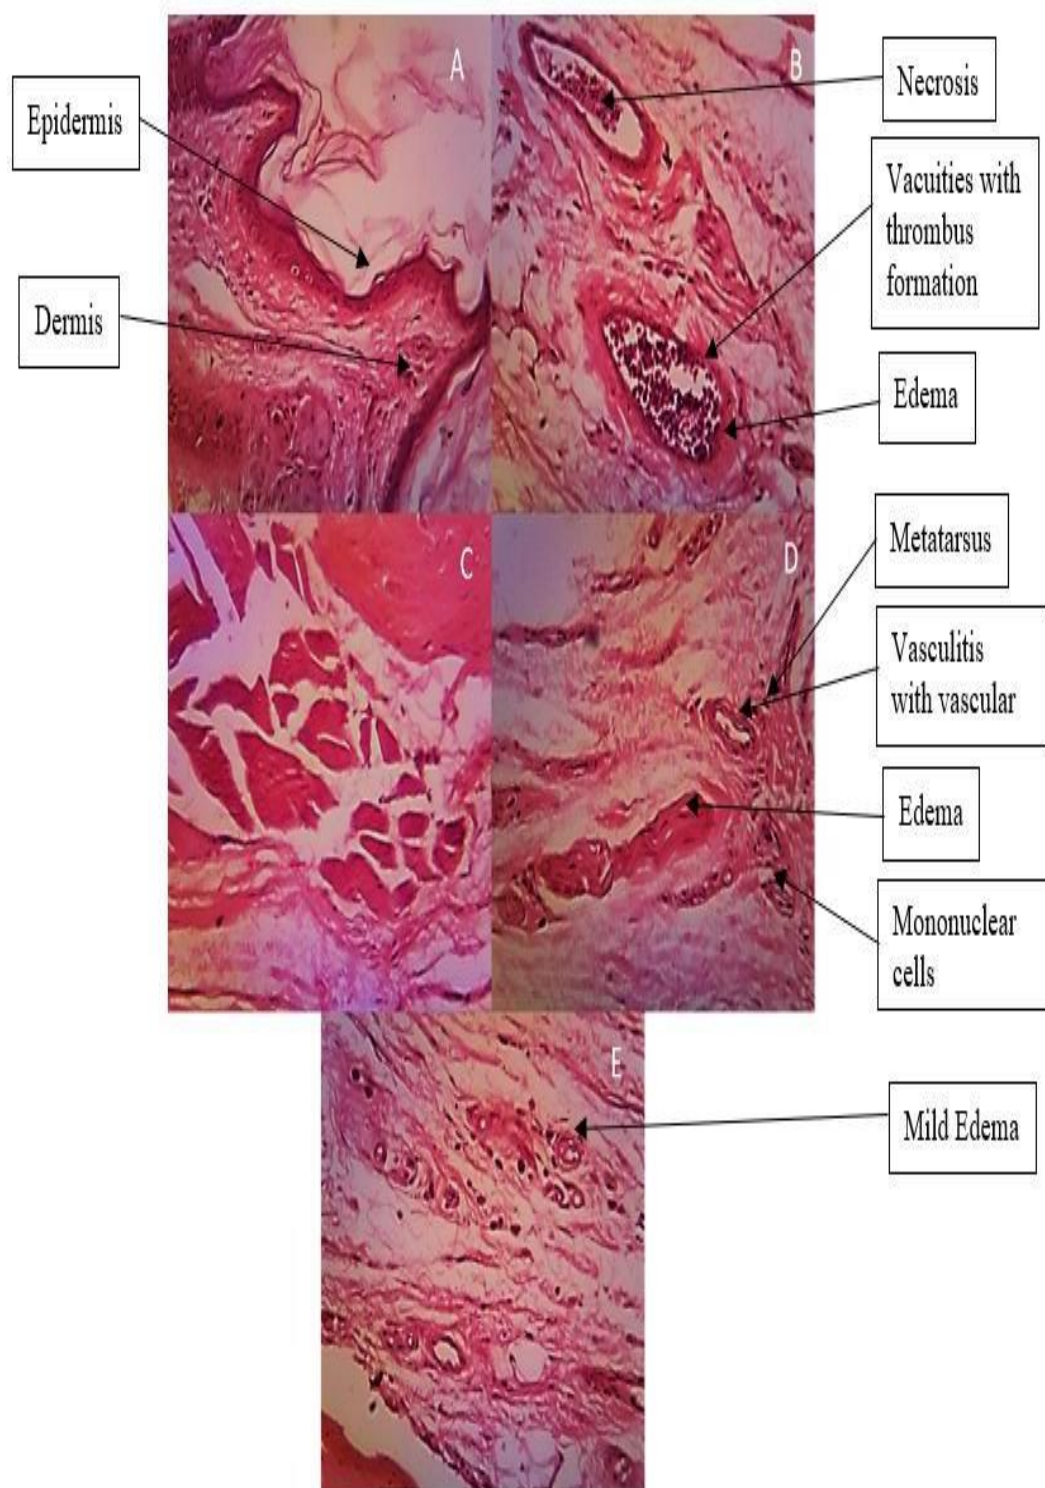 A
B
Epidermis
Dermis
Necrosis
Vacuities with
thrombus
formation
Edema
C
D
Metatarsus
Vasculitis
with vascular
Edema
Mononuclear
cells
E
Mild Edema